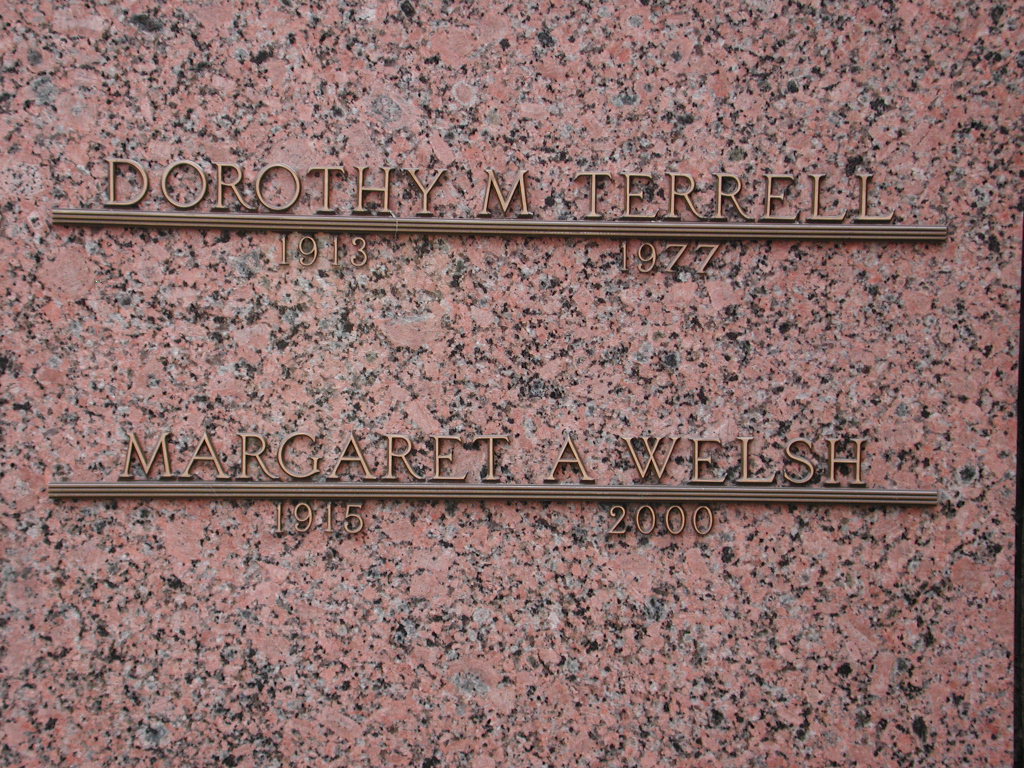 DOROTHY M TERRELL
1913 1977
MARGARET A WELSH
1915 2000